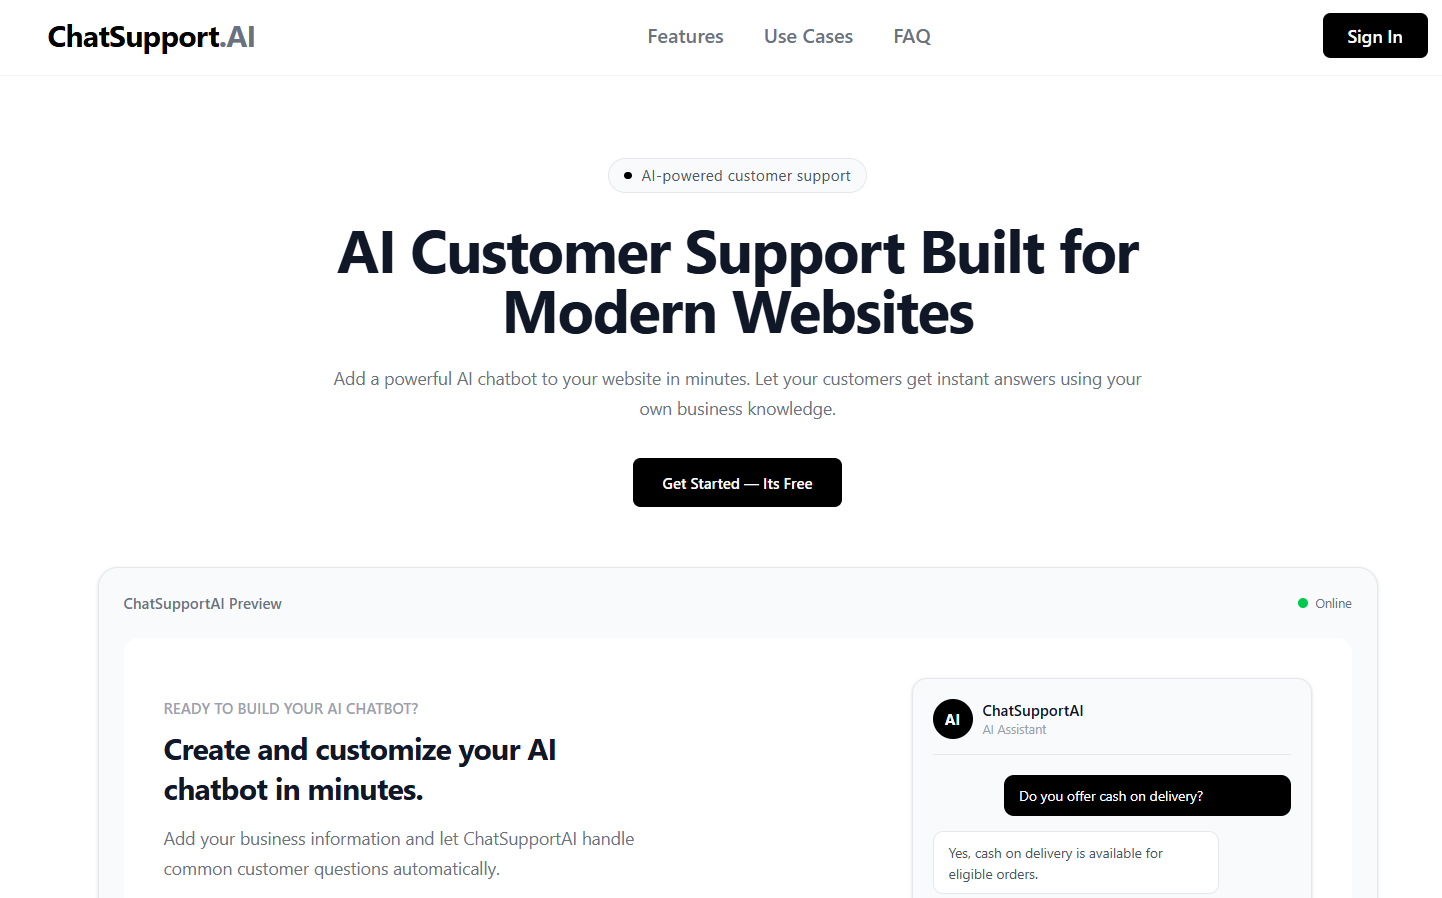 ChatSupport.AI
Features
Use Cases
FAQ
Sign In
AI-powered customer support
AI Customer Support Built for
Modern Websites
Add a powerful AI chatbot to your website in minutes. Let your customers get instant answers using your
own business knowledge.
Get Started — Its Free
ChatSupportAI Preview
Online
READY TO BUILD YOUR AI CHATBOT?
Create and customize your AI
chatbot in minutes.
Add your business information and let ChatSupportAI handle
common customer questions automatically.
AI
ChatSupportAI
AI Assistant
Do you offer cash on delivery?
Yes, cash on delivery is available for
eligible orders.